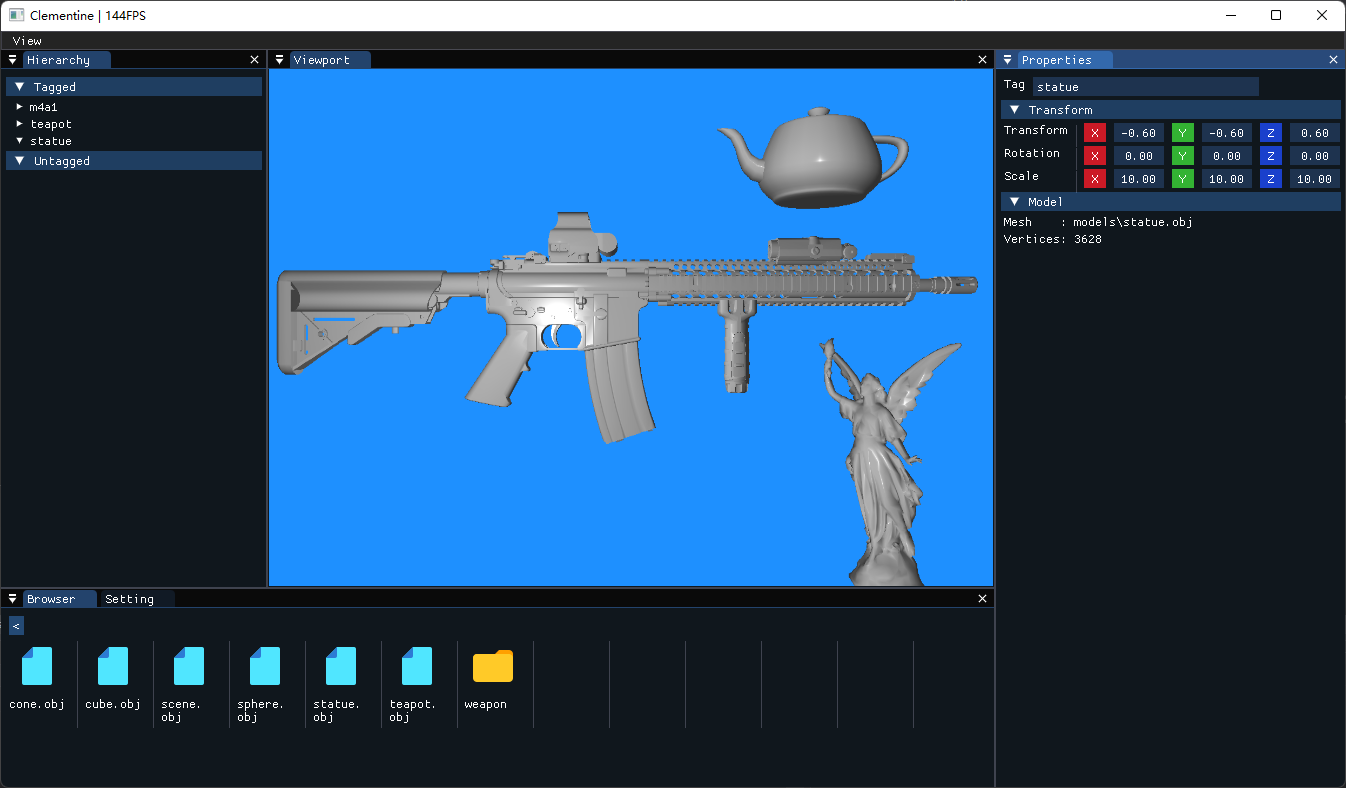 Clementine | 144FPS
View
Hierarchy
Tagged
m4a1
teapot
statue
Untagged
Viewport
Properties
Tag statue
Transform
Transform X -0.60 Y -0.60 Z 0.60
Rotation X 0.00 Y 0.00 Z 0.00
Scale X 10.00 Y 10.00 Z 10.00
Model
Mesh : models\statue.obj
Vertices: 3628
Browser Setting
<
cone.obj
cube.obj
scene.
obj
sphere.
obj
statue.
obj
teapot.
obj
weapon